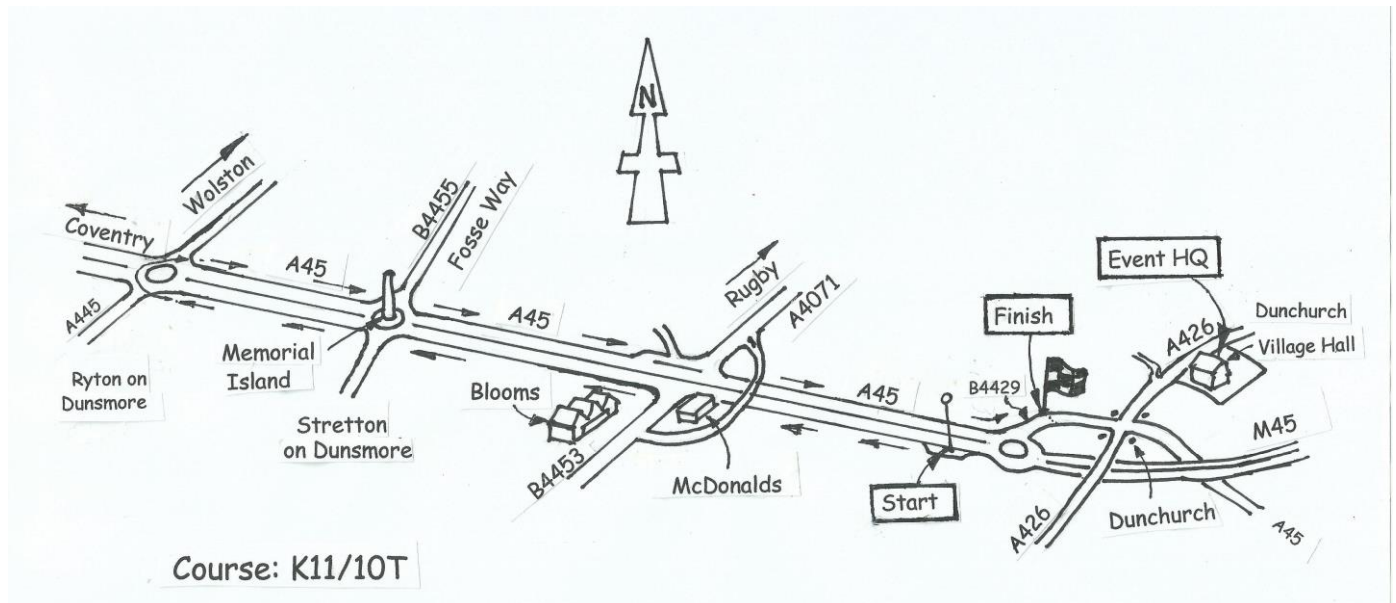 N
Wolston
Coventry
A45
B4455
Fosse Way
A445
Ryton on
Dunsmore
Memorial
Island
Stretton
on Dunsmore
A45
Blooms
B4453
McDonalds
Rugby
A4071
A45
Start
B4429
Finish
Event HQ
A426
Dunchurch
Village Hall
M45
A426
Dunchurch
A45
Course: K11/10T